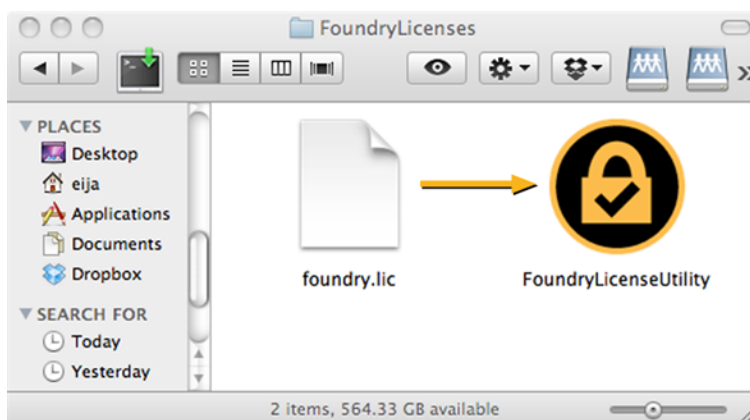 FoundryLicenses
PLACES
Desktop
eija
Applications
Documents
Dropbox
SEARCH FOR
Today
Yesterday
foundry.lic
FoundryLicenseUtility
2 items, 564.33 GB available